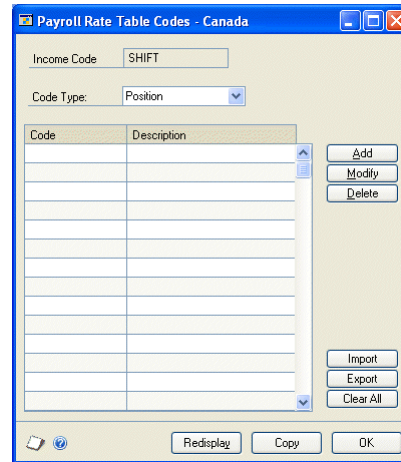 Payroll Rate Table Codes - Canada
Income Code SHIFT
Code Type: Position
Code Description
Add
Modify
Delete
Import
Export
Clear All
Redisplay Copy OK